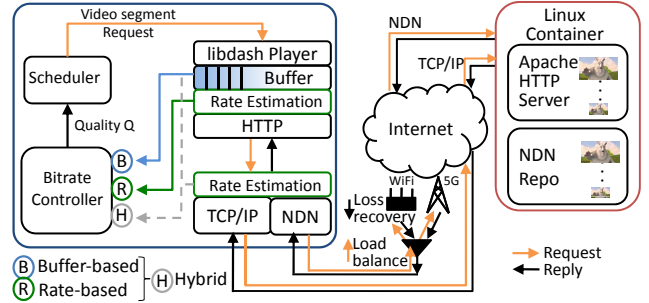 Video segment
Request
Scheduler
Quality Q
Bitrate
Controller
B
R
H
libdash Player
Buffer
Rate Estimation
HTTP
Rate Estimation
TCP/IP
NDN
B Buffer-based
R Rate-based
H Hybrid
NDN
TCP/IP
Internet
WiFi
5G
Loss
recovery
Load
balance
Linux
Container
Apache
HTTP
Server
NDN
Repo
Request
Reply